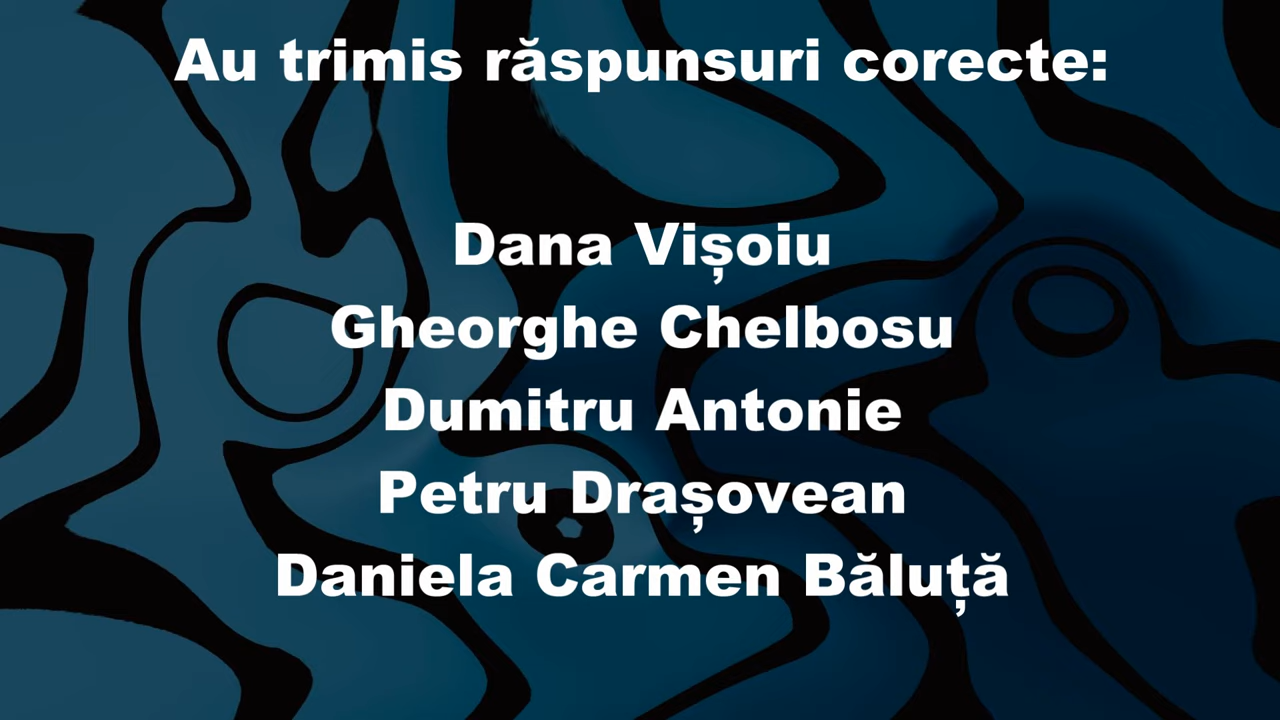 Au trimis răspunsuri corecte:
Dana Vișoiu
Gheorghe Chelbosu
Dumitru Antonie
Petru Drașovean
Daniela Carmen Băluță